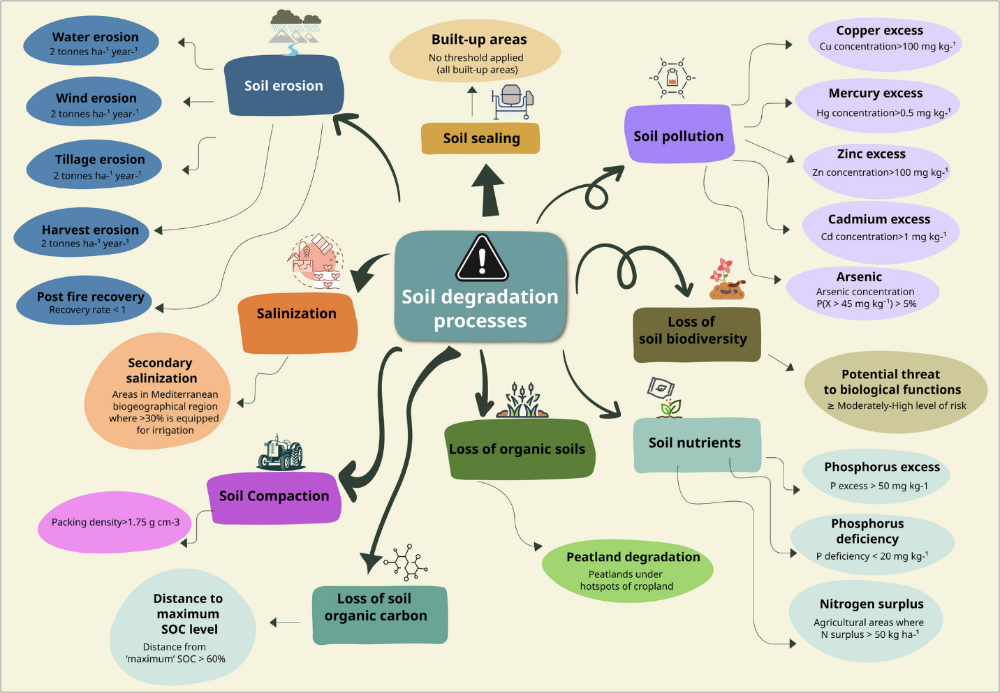 Soil degradation
processes
Soil erosion
Water erosion
2 tonnes ha-¹ year-¹
Wind erosion
2 tonnes ha-¹ year-¹
Tillage erosion
2 tonnes ha-¹ year-¹
Harvest erosion
2 tonnes ha-¹ year-¹
Post fire recovery
Recovery rate < 1
Soil sealing
Built-up areas
No threshold applied
(all built-up areas)
Soil pollution
Copper excess
Cu concentration>100 mg kg-¹
Mercury excess
Hg concentration>0.5 mg kg-¹
Zinc excess
Zn concentration>100 mg kg-¹
Cadmium excess
Cd concentration>1 mg kg-¹
Arsenic
Arsenic concentration
P(X > 45 mg kg⁻¹) > 5%
Salinization
Secondary
salinization
Areas in Mediterranean
biogeographical region
where >30% is equipped
for irrigation
Loss of
soil biodiversity
Potential threat
to biological functions
≥ Moderately-High level of risk
Soil Compaction
Packing density>1.75 g cm-3
Loss of organic soils
Peatland degradation
Peatlands under
hotspots of cropland
Soil nutrients
Phosphorus excess
P excess > 50 mg kg-1
Phosphorus
deficiency
P deficiency < 20 mg kg-¹
Nitrogen surplus
Agricultural areas where
N surplus > 50 kg ha-¹
Loss of soil
organic carbon
Distance to
maximum
SOC level
Distance from
‘maximum’ SOC > 60%